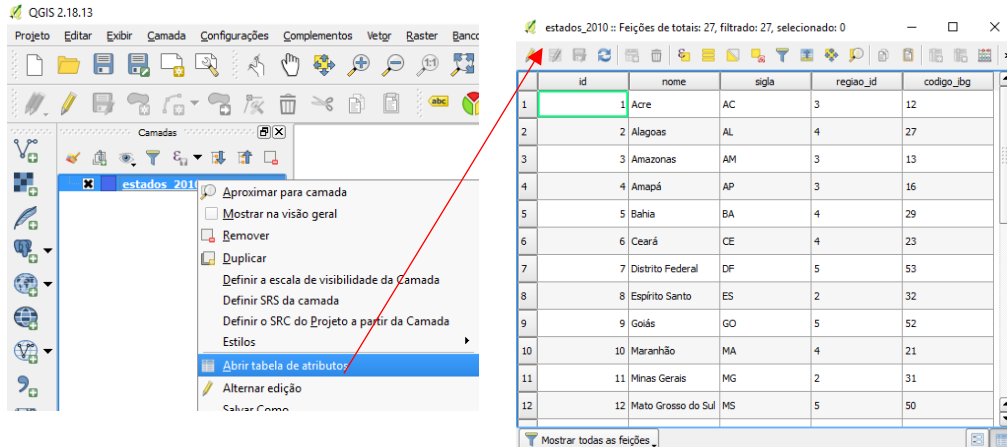 QGIS 2.18.13
Projeto Editar Exibir Camada Configurações Complementos Vetor Raster Banco
1:1
abc
Camadas
estados_2010
Aproximar para camada
Mostrar na visão geral
Remover
Duplicar
Definir a escala de visibilidade da Camada
Definir SRS da camada
Definir o SRC do Projeto a partir da Camada
Estilos
Abrir tabela de atributos
Alternar edição
Salvar Como
estados_2010 :: Feições de totais: 27, filtrado: 27, selecionado: 0
id nome sigla regiao_id codigo_ibg
1 1 Acre AC 3 12
2 2 Alagoas AL 4 27
3 3 Amazonas AM 3 13
4 4 Amapá AP 3 16
5 5 Bahia BA 4 29
6 6 Ceará CE 4 23
7 7 Distrito Federal DF 5 53
8 8 Espírito Santo ES 2 32
9 9 Goiás GO 5 52
10 10 Maranhão MA 4 21
11 11 Minas Gerais MG 2 31
12 12 Mato Grosso do Sul MS 5 50
Mostrar todas as feições